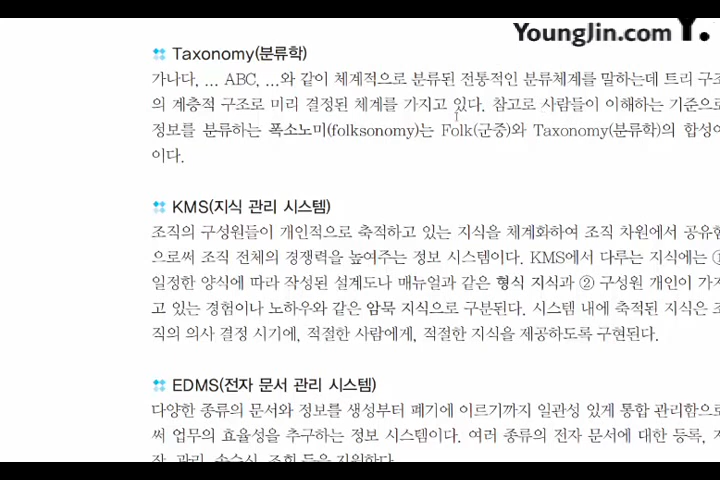 YoungJin.com Y.
Taxonomy(분류학)
가나다, … ABC, …와 같이 체계적으로 분류된 전통적인 분류체계를 말하는데 트리 구조
의 계층적 구조로 미리 결정된 체계를 가지고 있다. 참고로 사람들이 이해하는 기준으로
정보를 분류하는 폭소노미(folksonomy)는 Folk(군중)와 Taxonomy(분류학)의 합성어
이다.
KMS(지식 관리 시스템)
조직의 구성원들이 개인적으로 축적하고 있는 지식을 체계화하여 조직 차원에서 공유함
으로써 조직 전체의 경쟁력을 높여주는 정보 시스템이다. KMS에서 다루는 지식에는 ①
일정한 양식에 따라 작성된 설계도나 매뉴얼과 같은 형식 지식과 ② 구성원 개인이 가지
고 있는 경험이나 노하우와 같은 암묵 지식으로 구분된다. 시스템 내에 축적된 지식은 조
직의 의사 결정 시기에, 적절한 사람에게, 적절한 지식을 제공하도록 구현된다.
EDMS(전자 문서 관리 시스템)
다양한 종류의 문서와 정보를 생성부터 폐기에 이르기까지 일관성 있게 통합 관리함으로
써 업무의 효율성을 추구하는 정보 시스템이다. 여러 종류의 전자 문서에 대한 등록,
관리, 송수신, 조회 등을 지원한다.